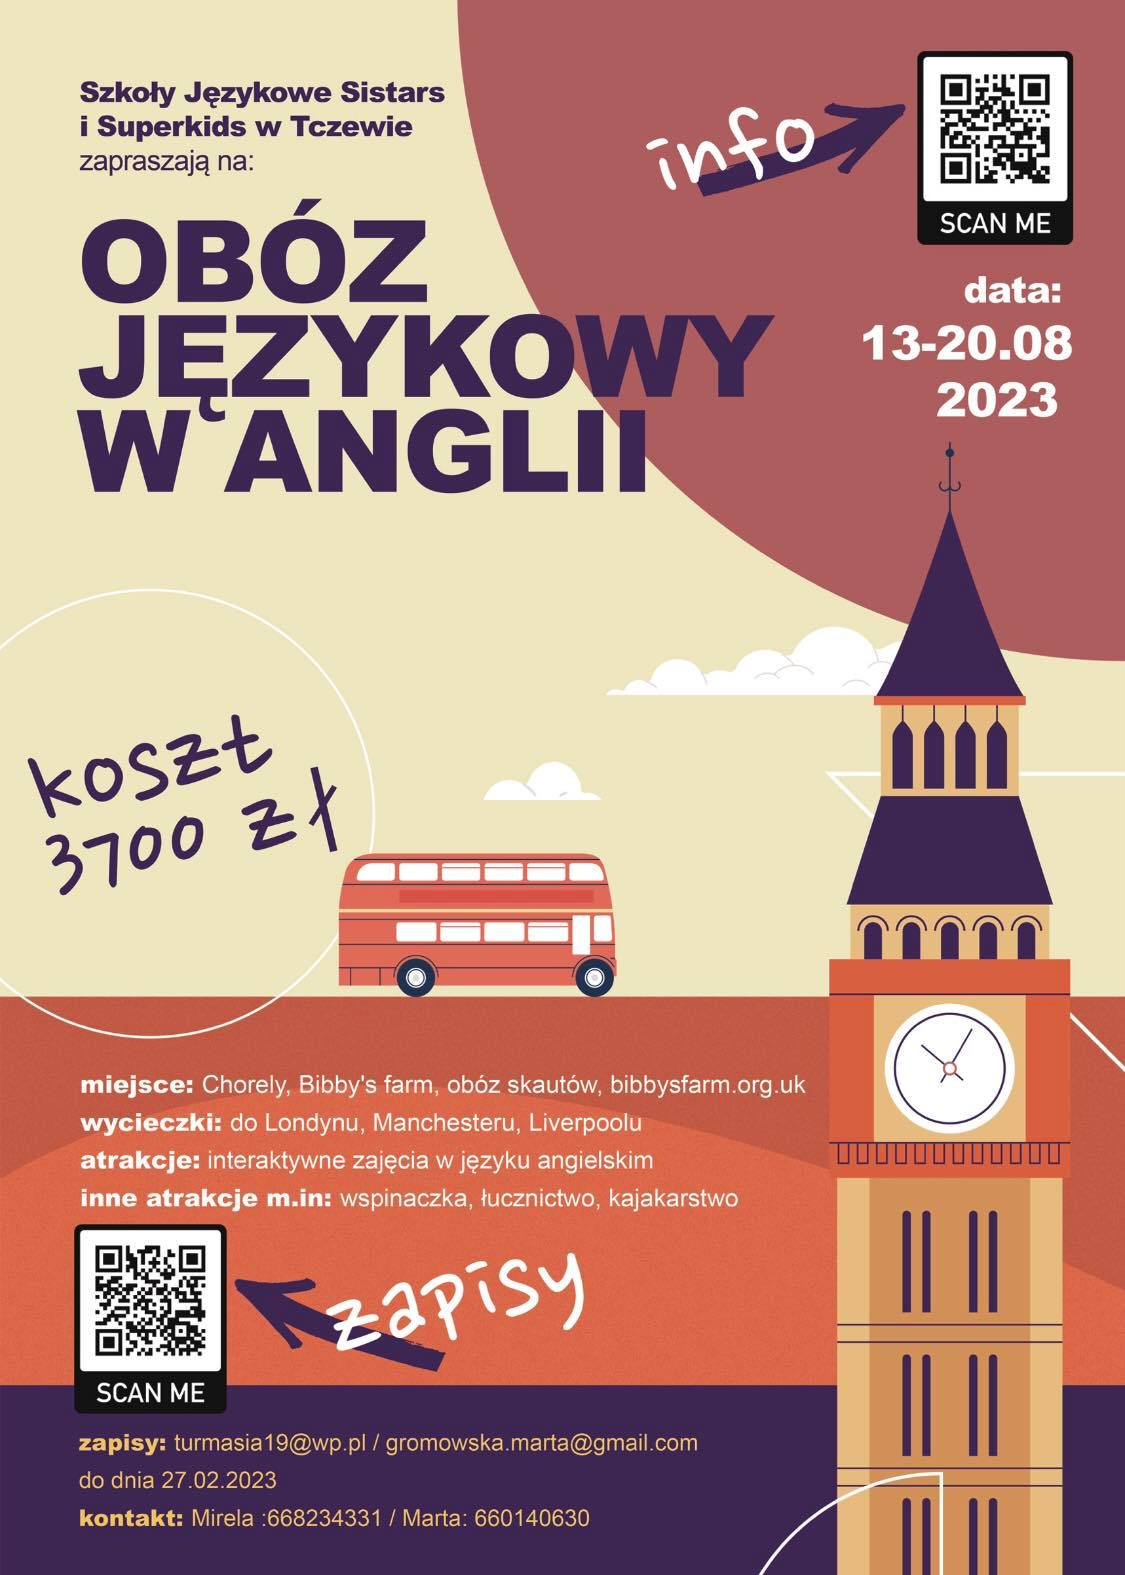 Szkoły Językowe Sistars
i Superkids w Tczewie
zapraszają na:
OBÓZ
JĘZYKOWY
W ANGLII
info
SCAN ME
data:
13-20.08
2023
koszt
3700 zł
miejsce: Chorely, Bibby's farm, obóz skautów, bibbysfarm.org.uk
wycieczki: do Londynu, Manchesteru, Liverpoolu
atrakcje: interaktywne zajęcia w języku angielskim
inne atrakcje m.in: wspinaczka, łucznictwo, kajakarstwo
zapisy
SCAN ME
zapisy: turmasia19@wp.pl / gromowska.marta@gmail.com
do dnia 27.02.2023
kontakt: Mirela :668234331 / Marta: 660140630